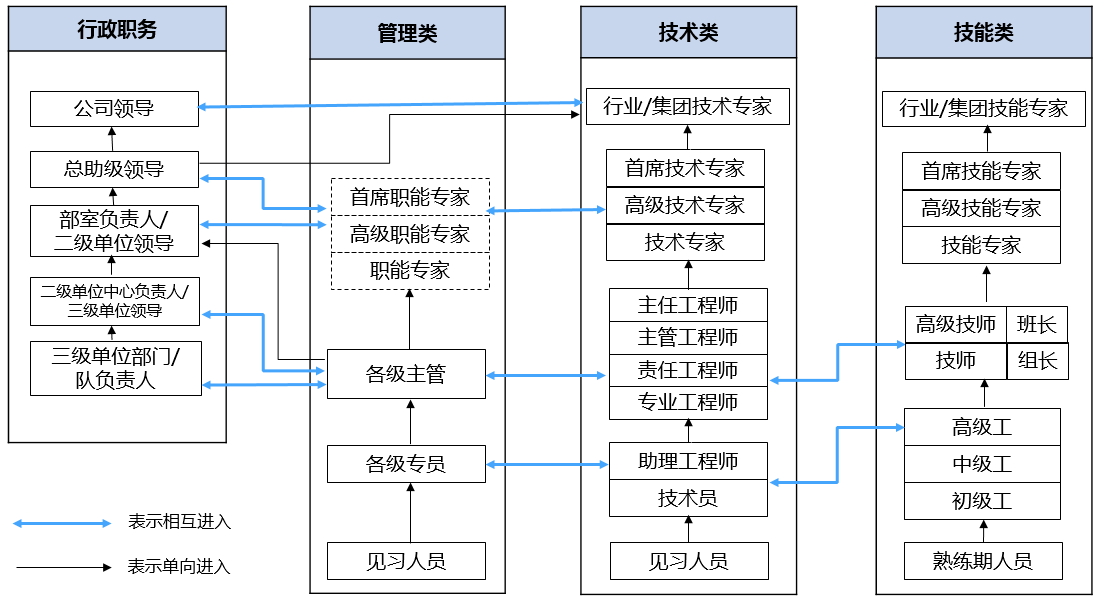 行政职务
公司领导
总助级领导
部室负责人/
二级单位领导
二级单位中心负责人/
三级单位领导
三级单位部门/
队负责人
表示相互进入
表示单向进入
管理类
首席职能专家
高级职能专家
职能专家
各级主管
各级专员
见习人员
技术类
行业/集团技术专家
首席技术专家
高级技术专家
技术专家
主任工程师
主管工程师
责任工程师
专业工程师
助理工程师
技术员
见习人员
技能类
行业/集团技能专家
首席技能专家
高级技能专家
技能专家
高级技师
班长
技师
组长
高级工
中级工
初级工
熟练期人员